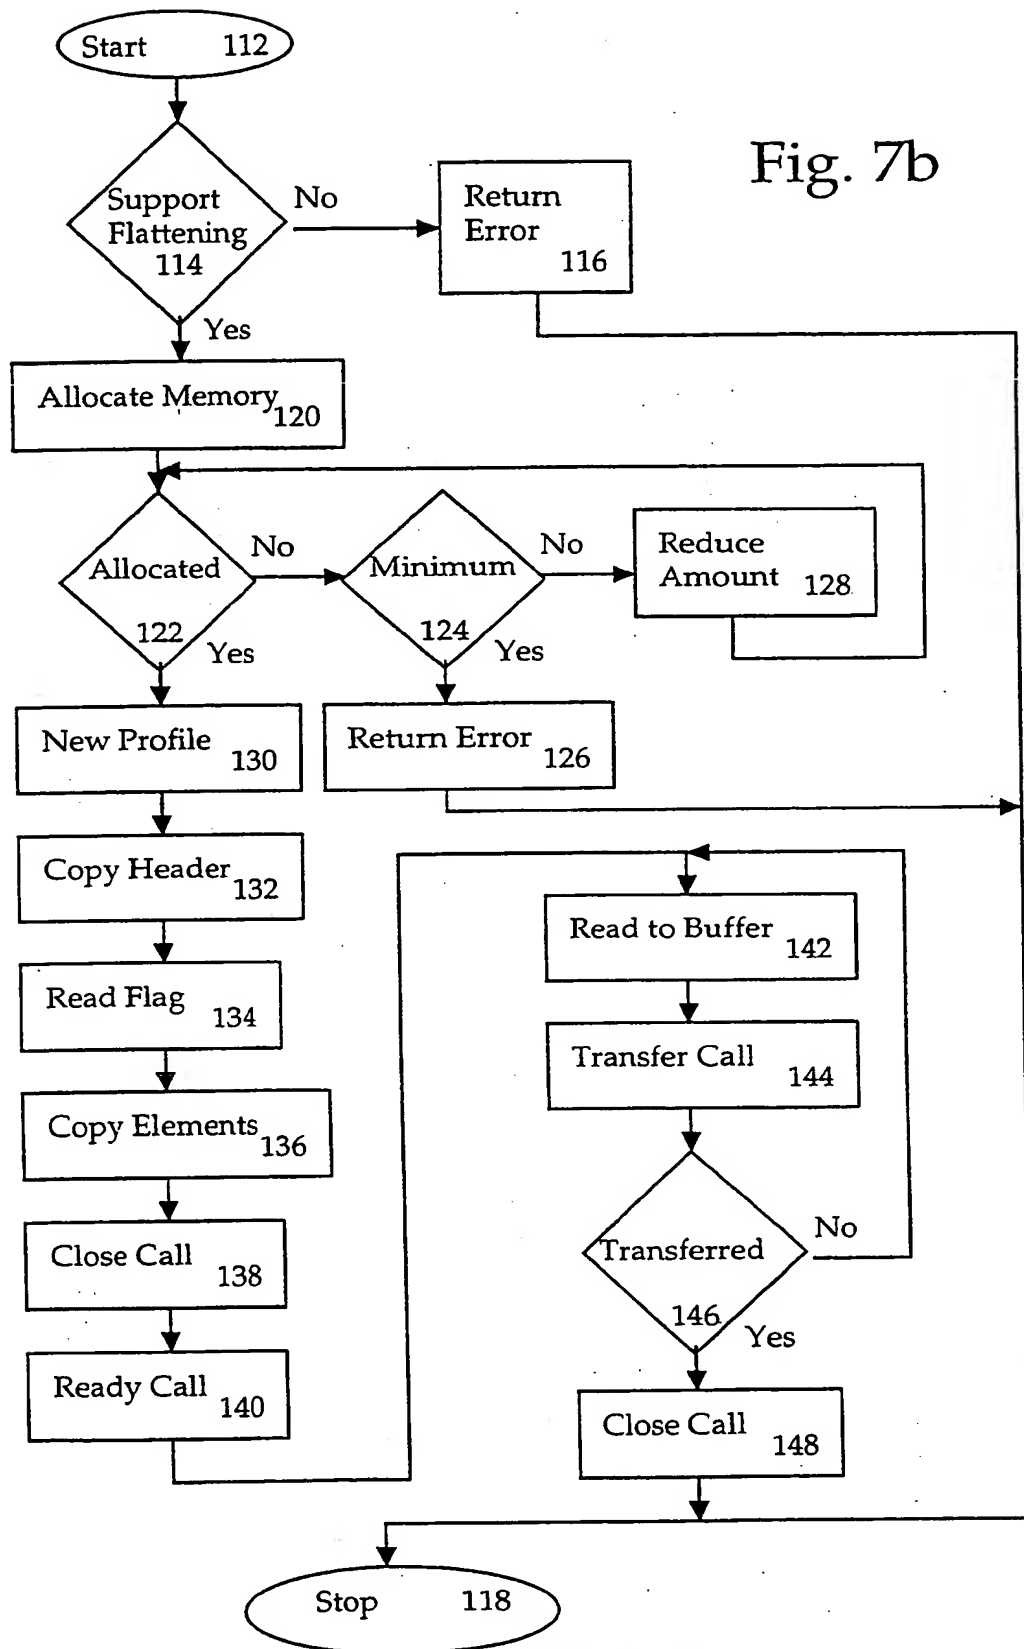 Start 112
Fig. 7b
Support
Flattening
114
No
Return
Error
116
Yes
Allocate Memory
120
Allocated
122
No
Minimum
124
No
Reduce
Amount 128
Yes
Yes
New Profile
130
Return Error
126
Copy Header
132
Read Flag
134
Copy Elements
136
Close Call
138
Ready Call
140
Read to Buffer
142
Transfer Call
144
Transferred
146
No
Yes
Close Call
148
Stop 118